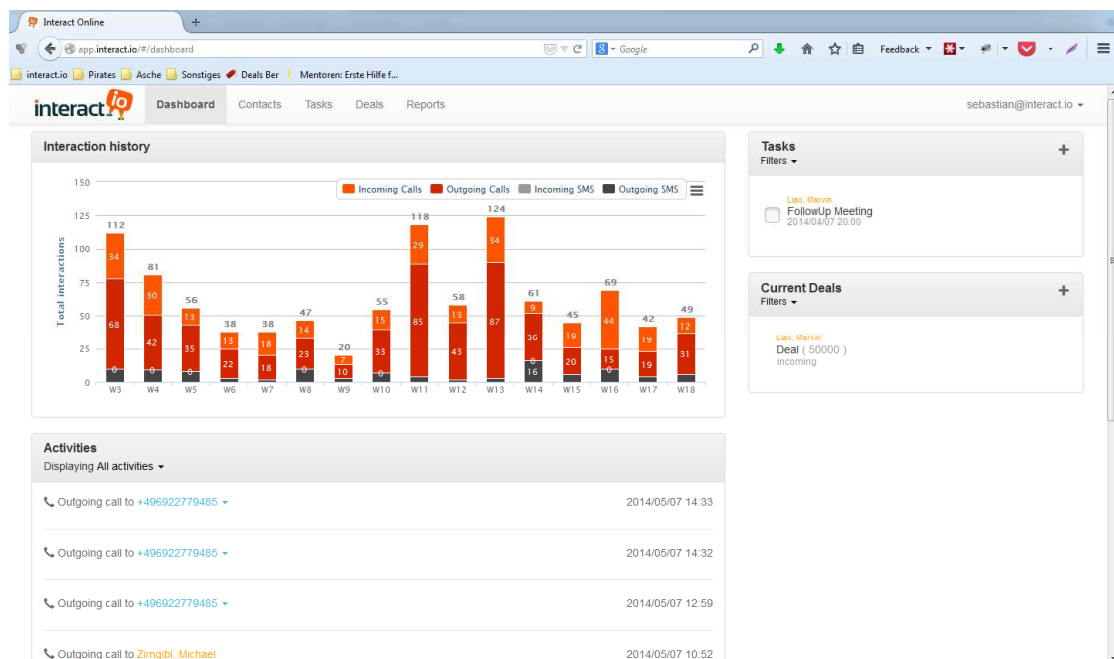 Interact Online
app.interact.io/#/dashboard
Google
Feedback
interact.io Pirates Asche Sonstiges Deals Ber Mentoren: Erste Hilfe f...
interact.io Dashboard Contacts Tasks Deals Reports sebastian@interact.io
Interaction history
Incoming Calls Outgoing Calls Incoming SMS Outgoing SMS
Total interactions
150
125
100
75
50
25
0
112
34
68
0
81
30
42
0
56
13
35
0
38
13
22
38
18
18
47
14
23
0
20
7
10
55
15
33
0
118
29
85
58
13
43
124
34
87
61
9
36
0
16
45
19
20
69
44
15
0
42
19
19
49
12
31
W3 W4 W5 W6 W7 W8 W9 W10 W11 W12 W13 W14 W15 W16 W17 W18
Tasks
Filters
Liao, Marvin
FollowUp Meeting
2014/04/07 20:00
Current Deals
Filters
Liao, Marvin
Deal ( 50000 )
incoming
Activities
Displaying All activities
Outgoing call to +496922779485 2014/05/07 14:33
Outgoing call to +496922779485 2014/05/07 14:32
Outgoing call to +496922779485 2014/05/07 12:59
Outgoing call to Zirngibl, Michael 2014/05/07 10:52